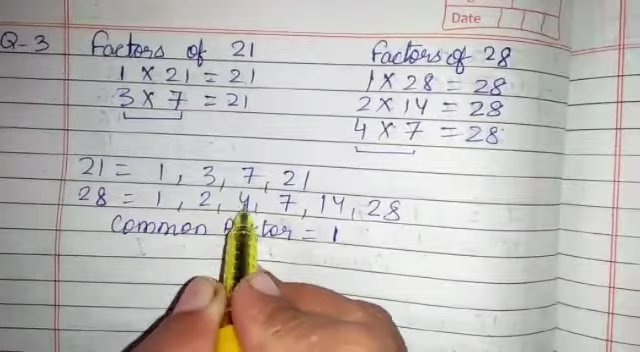 Date
Q-3 Factors of 21
1 × 21 = 21
3 × 7 = 21
Factors of 28
1 × 28 = 28
2 × 14 = 28
4 × 7 = 28
21 = 1, 3, 7, 21
28 = 1, 2, 4, 7, 14, 28
Common factor = 1